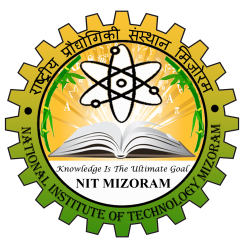 राष्ट्रीय प्रौद्योगिकी संस्थान मिज़ोरम
Knowledge Is The Ultimate Goal
NIT MIZORAM
• NATIONAL INSTITUTE OF TECHNOLOGY MIZORAM •